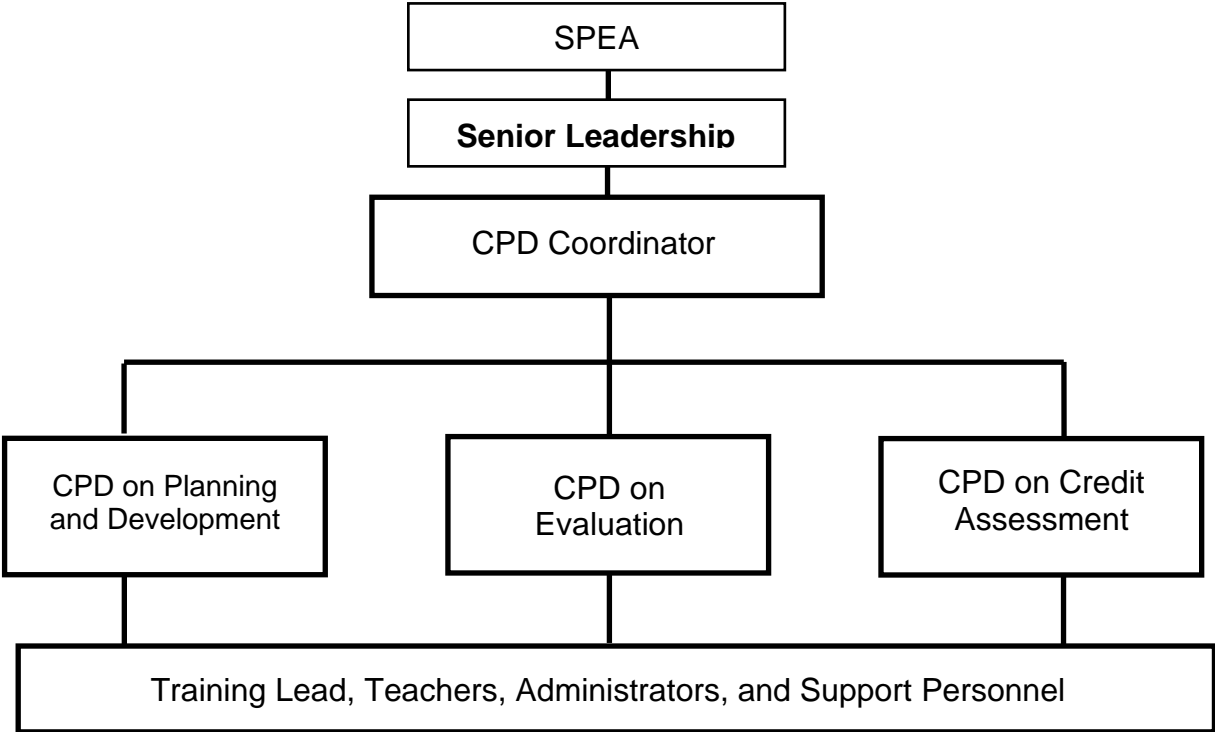 SPEA
Senior Leadership
CPD Coordinator
CPD on Planning
and Development
CPD on
Evaluation
CPD on Credit
Assessment
Training Lead, Teachers, Administrators, and Support Personnel